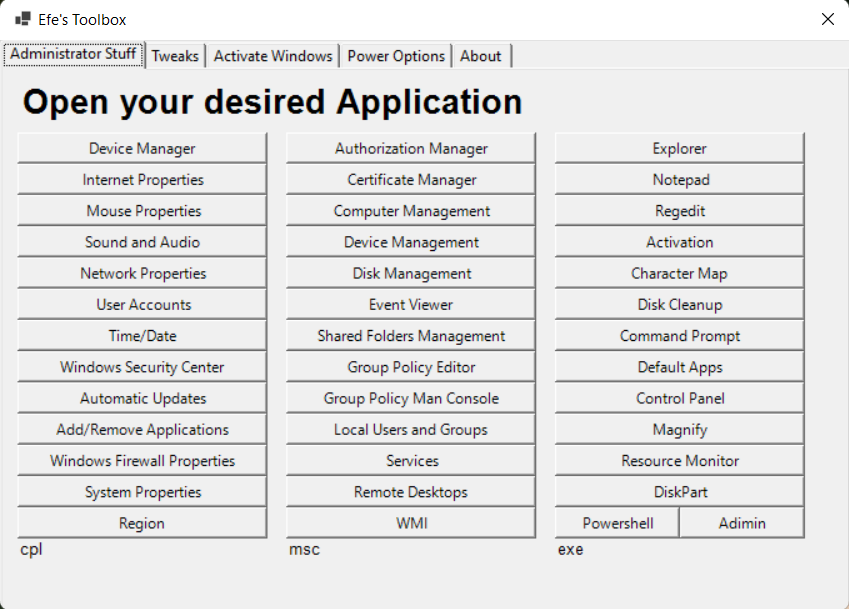 Efe's Toolbox
Administrator Stuff Tweaks Activate Windows Power Options About
Open your desired Application
Device Manager
Internet Properties
Mouse Properties
Sound and Audio
Network Properties
User Accounts
Time/Date
Windows Security Center
Automatic Updates
Add/Remove Applications
Windows Firewall Properties
System Properties
Region
cpl
Authorization Manager
Certificate Manager
Computer Management
Device Management
Disk Management
Event Viewer
Shared Folders Management
Group Policy Editor
Group Policy Man Console
Local Users and Groups
Services
Remote Desktops
WMI
msc
Explorer
Notepad
Regedit
Activation
Character Map
Disk Cleanup
Command Prompt
Default Apps
Control Panel
Magnify
Resource Monitor
DiskPart
Powershell Adimin
exe